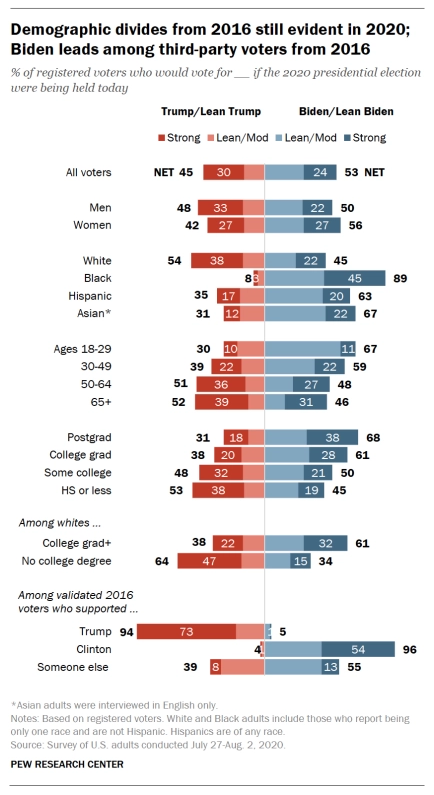 Demographic divides from 2016 still evident in 2020;
Biden leads among third-party voters from 2016
% of registered voters who would vote for __ if the 2020 presidential election
were being held today
Trump/Lean Trump Biden/Lean Biden
Strong Lean/Mod Lean/Mod Strong
All voters NET 45 30 24 53 NET
Men 48 33 22 50
Women 42 27 27 56
White 54 38 22 45
Black 8 3 45 89
Hispanic 35 17 20 63
Asian* 31 12 22 67
Ages 18-29 30 10 11 67
30-49 39 22 22 59
50-64 51 36 27 48
65+ 52 39 31 46
Postgrad 31 18 38 68
College grad 38 20 28 61
Some college 48 32 21 50
HS or less 53 38 19 45
Among whites ...
College grad+ 38 22 32 61
No college degree 64 47 15 34
Among validated 2016
voters who supported ...
Trump 94 73 5
Clinton 4 54 96
Someone else 39 8 13 55
*Asian adults were interviewed in English only.
Notes: Based on registered voters. White and Black adults include those who report being
only one race and are not Hispanic. Hispanics are of any race.
Source: Survey of U.S. adults conducted July 27-Aug. 2, 2020.
PEW RESEARCH CENTER